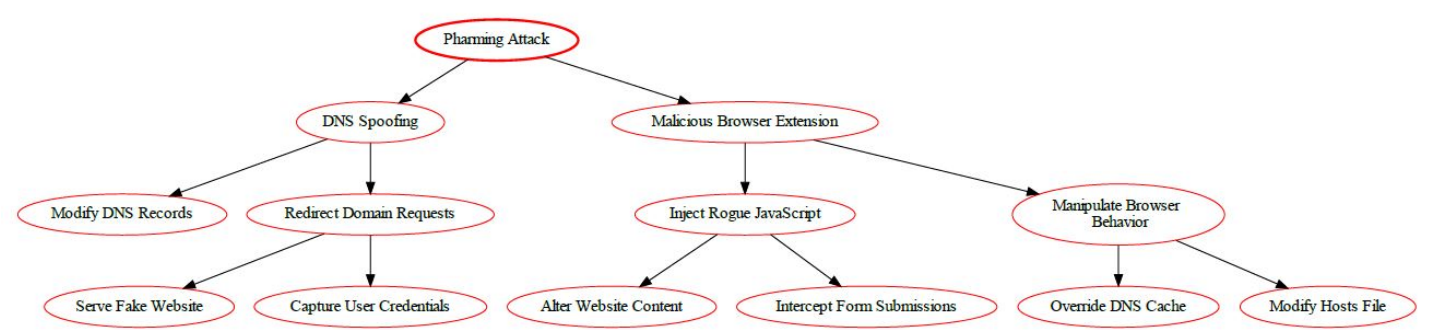 Pharming Attack
DNS Spoofing
Malicious Browser Extension
Modify DNS Records
Redirect Domain Requests
Inject Rogue JavaScript
Manipulate Browser
Behavior
Serve Fake Website
Capture User Credentials
Alter Website Content
Intercept Form Submissions
Override DNS Cache
Modify Hosts File